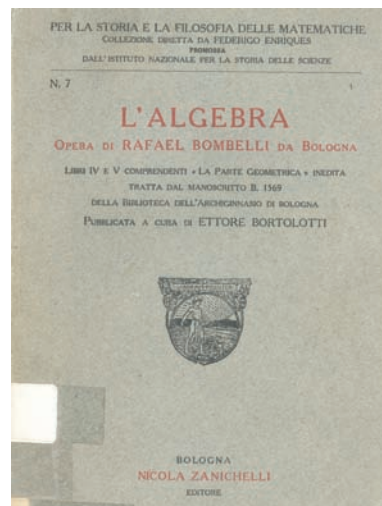 PER LA STORIA E LA FILOSOFIA DELLE MATEMATICHE
COLLEZIONE DIRETTA DA FEDERIGO ENRIQUES
PROMOSSA
DALL'ISTITUTO NAZIONALE PER LA STORIA DELLE SCIENZE
N. 7
L'ALGEBRA
OPERA DI RAFAEL BOMBELLI DA BOLOGNA
LIBRI IV E V COMPRENDENTI « LA PARTE GEOMETRICA » INEDITA
TRATTA DAL MANOSCRITTO B. 1569
DELLA BIBLIOTECA DELL'ARCHIGINNASIO DI BOLOGNA
PUBBLICATA A CURA DI ETTORE BORTOLOTTI
BOLOGNA
NICOLA ZANICHELLI
EDITORE